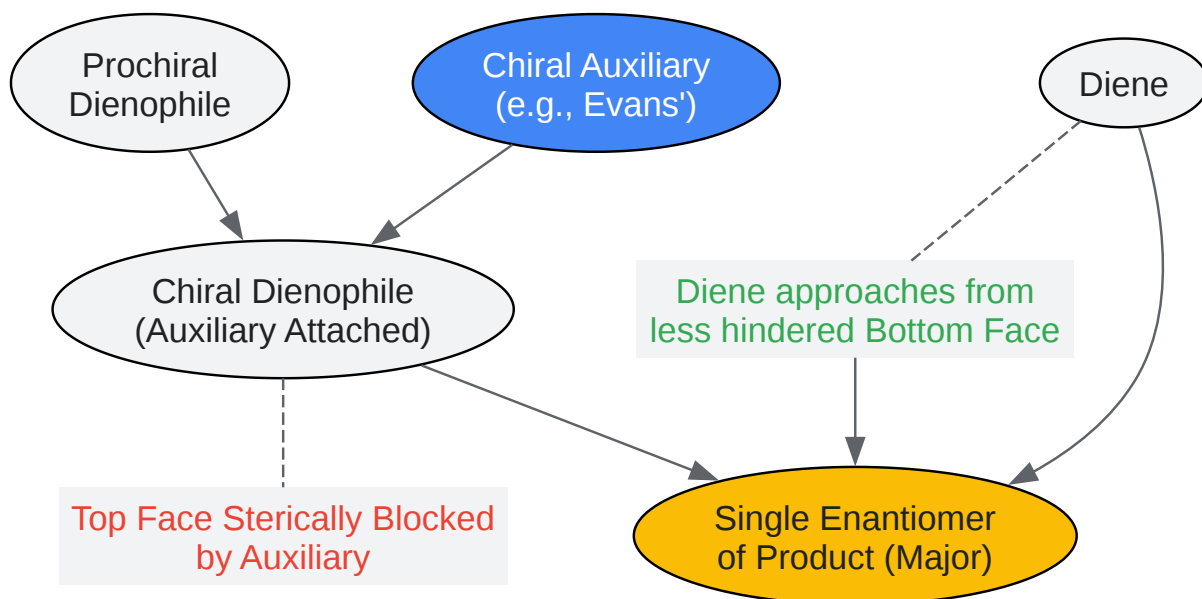 Prochiral
Dienophile
Chiral Auxiliary
(e.g., Evans')
Diene
Chiral Dienophile
(Auxiliary Attached)
Diene approaches from
less hindered Bottom Face
Top Face Sterically Blocked
by Auxiliary
Single Enantiomer
of Product (Major)